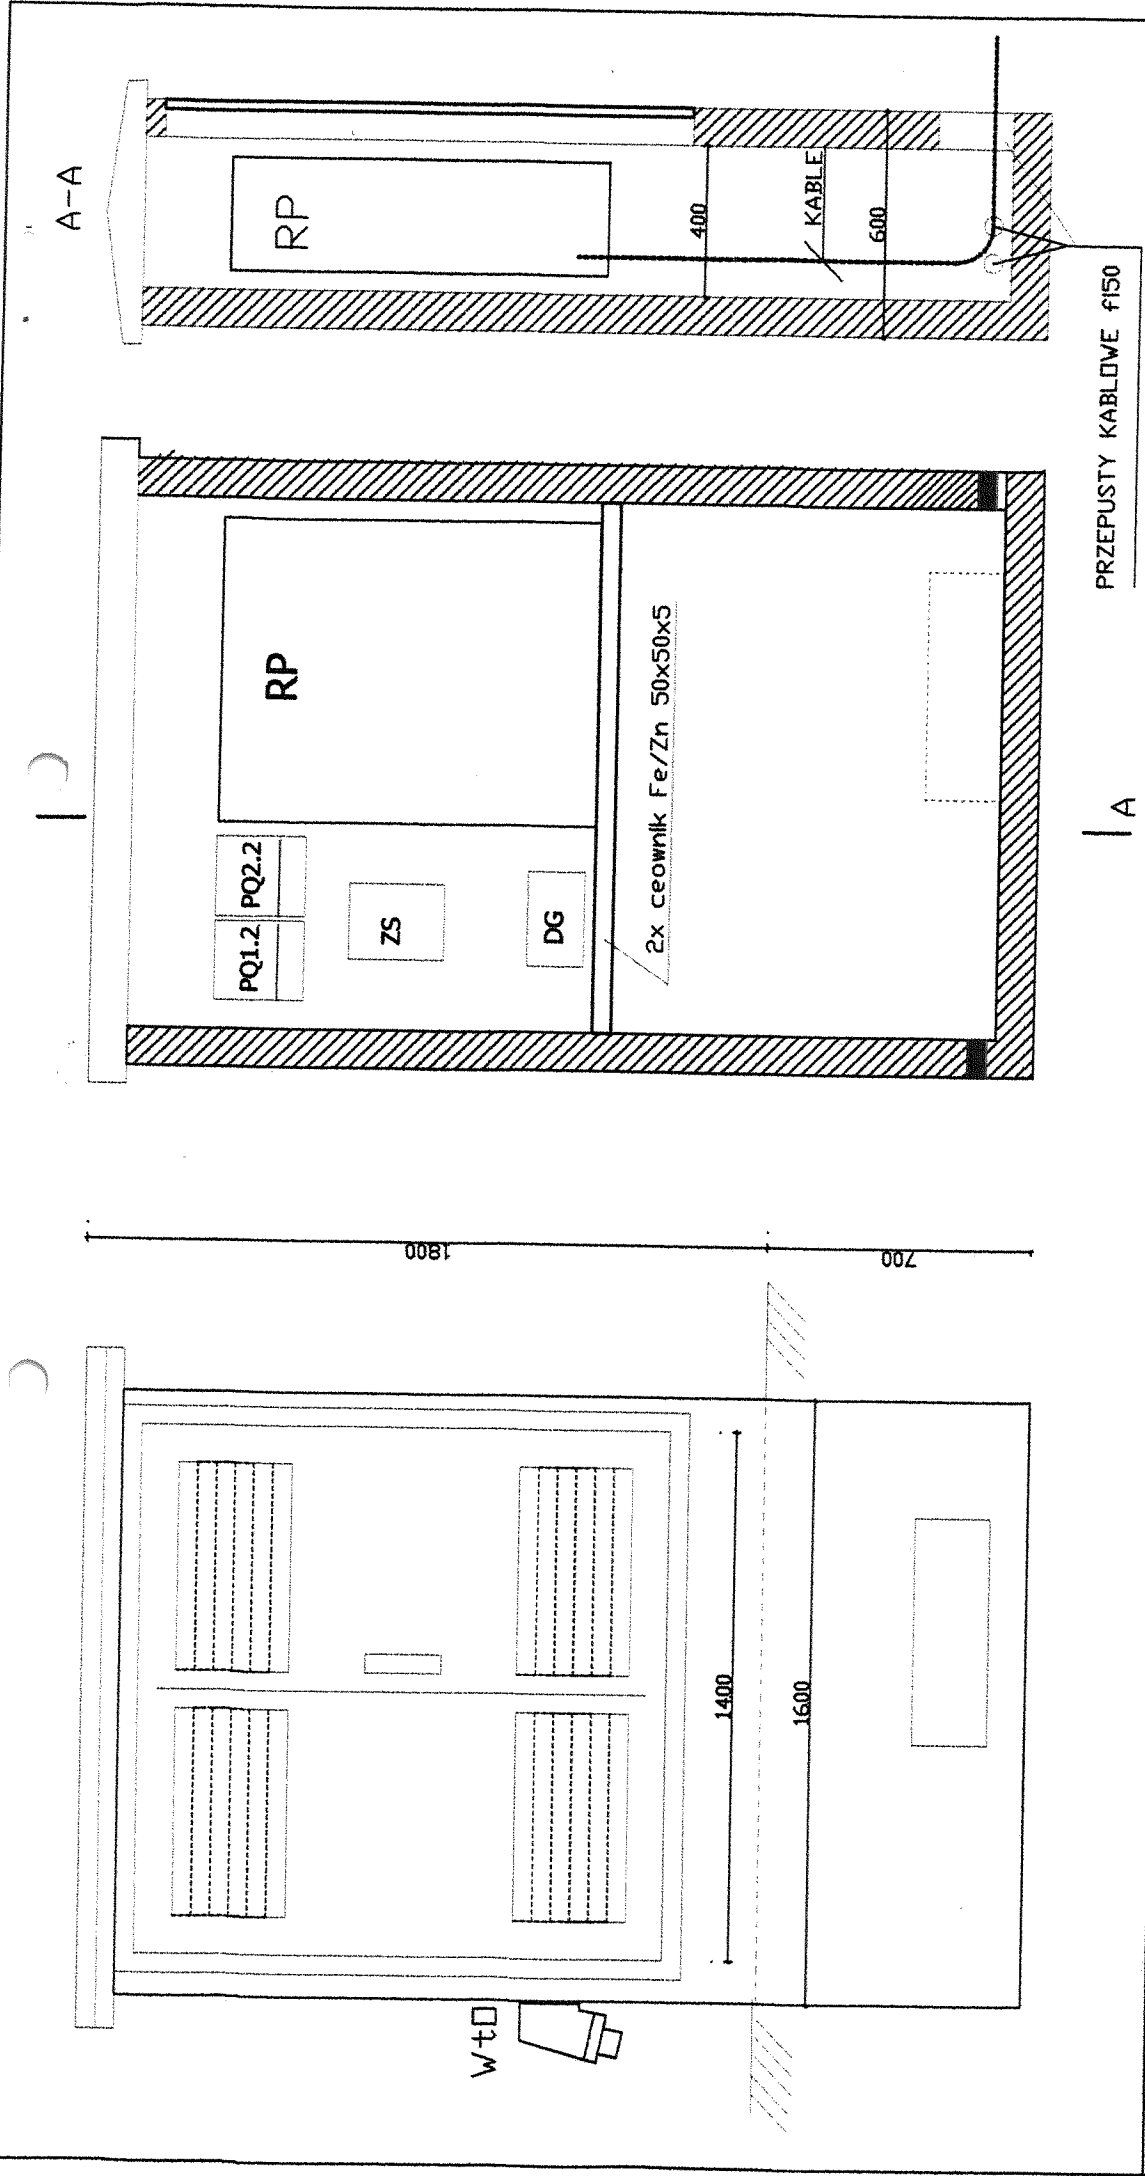 A-A
RP
400
KABLE
600
PRZEPUSTY KABLOWE f150
RP
PQ1.2
PQ2.2
ZS
DG
2x ceownik Fe/Zn 50x50x5
A
1800
700
1400
1600
Wt